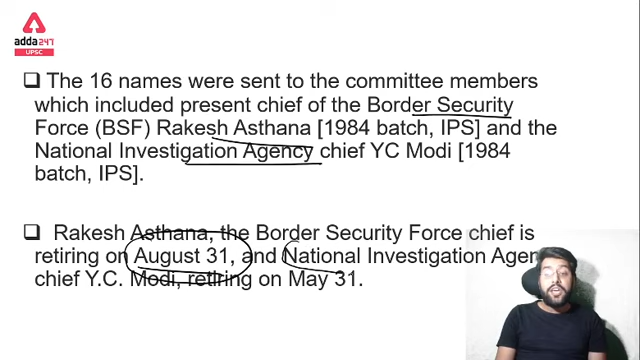 adda247
UPSC
The 16 names were sent to the committee members
which included present chief of the Border Security
Force (BSF) Rakesh Asthana [1984 batch, IPS] and the
National Investigation Agency chief YC Modi [1984
batch, IPS].
Rakesh Asthana, the Border Security Force chief is
retiring on August 31, and National Investigation Agen
chief Y.C. Modi, retiring on May 31.